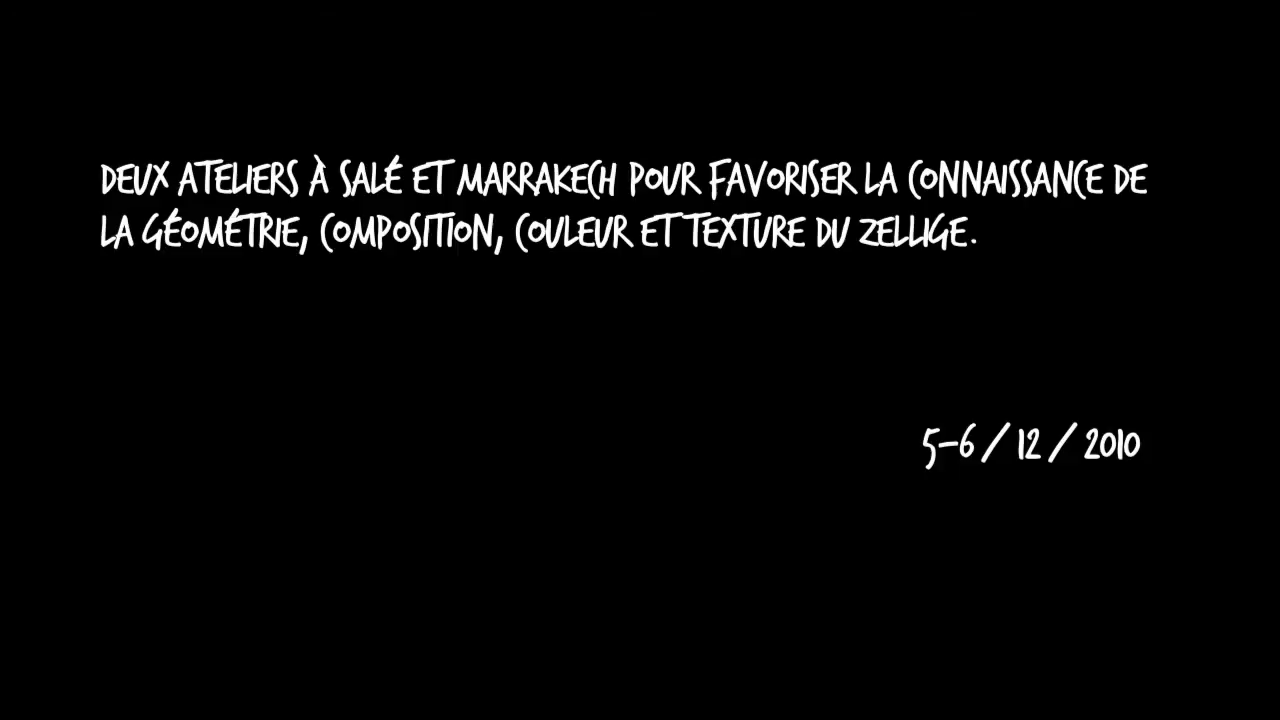 DEUX ATELIERS À SALÉ ET MARRAKECH POUR FAVORISER LA CONNAISSANCE DE
LA GÉOMÉTRIE, COMPOSITION, COULEUR ET TEXTURE DU ZELLIGE.
5-6 / 12 / 2010